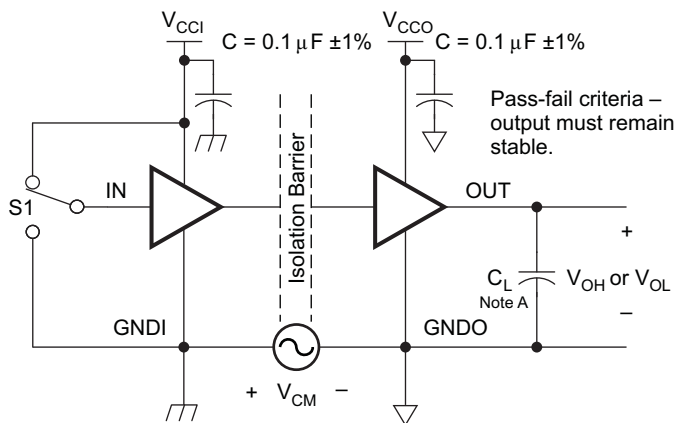 VCCI
C = 0.1 μF ±1%
VCCO
C = 0.1 μF ±1%
Pass-fail criteria –
output must remain
stable.
Isolation Barrier
IN
OUT
S1
+
CL
Note A
VOH or VOL
–
GNDI
GNDO
+ VCM –